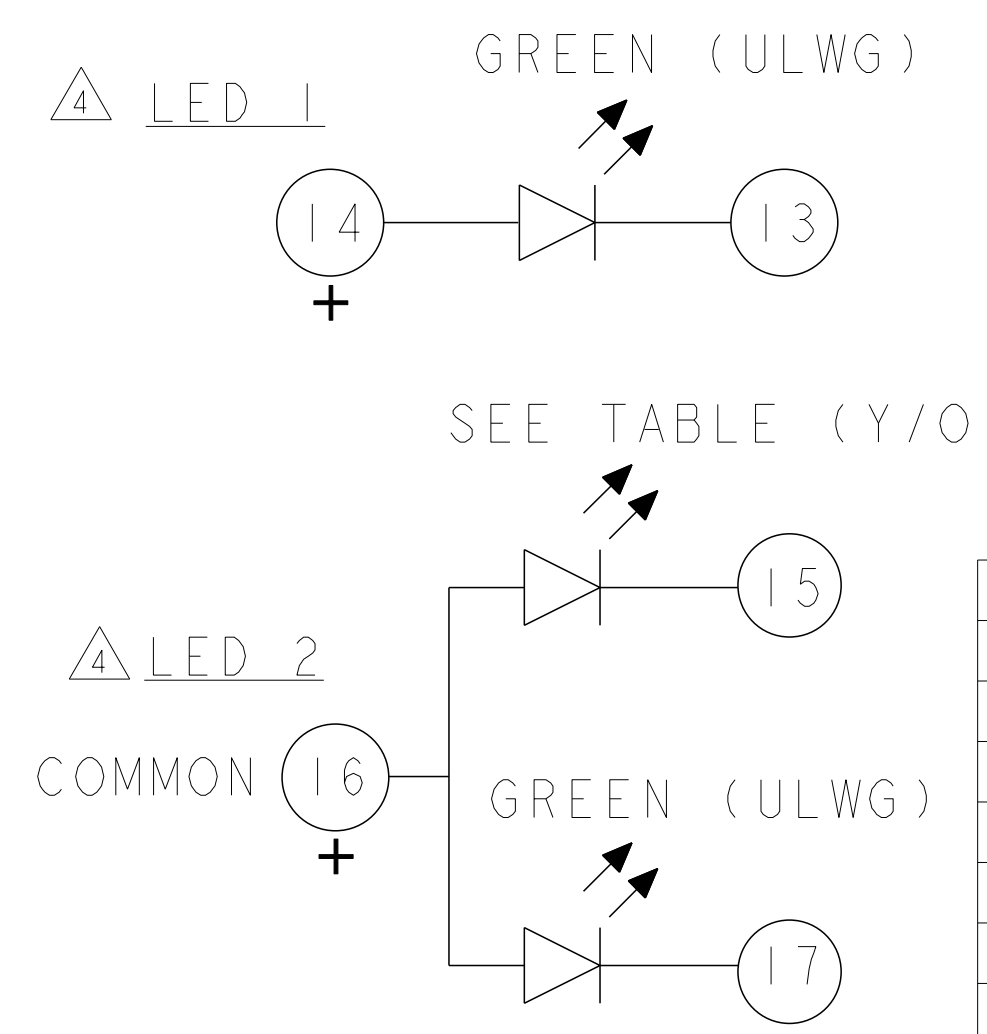 GREEN (ULWG)
4 LED 1
14
13
+
SEE TABLE (Y/O
15
4 LED 2
COMMON 16
GREEN (ULWG)
+
17